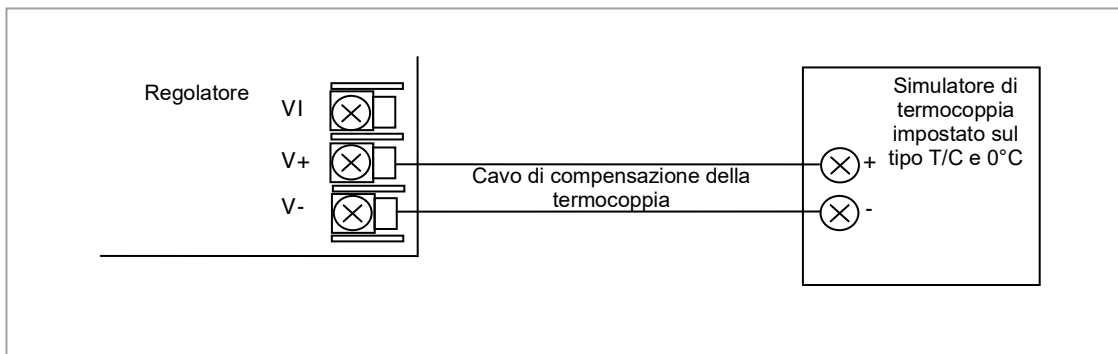 Regolatore
VI
V+
V-
Cavo di compensazione della
termocoppia
Simulatore di
termocoppia
impostato sul
tipo T/C e 0°C
+
-